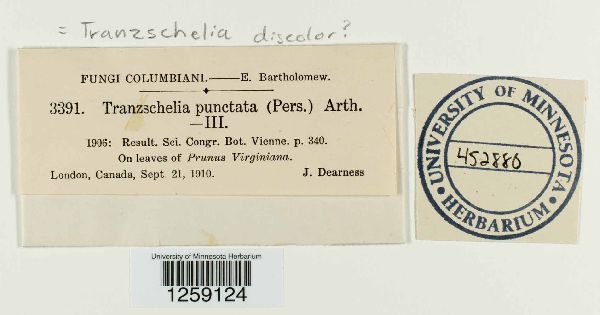 = Tranzschelia discolor?
FUNGI COLUMBIANI.—E. Bartholomew.
3391. Tranzschelia punctata (Pers.) Arth.
—III.
1906: Result. Sci. Congr. Bot. Vienne. p. 340.
On leaves of Prunus Virginiana.
London, Canada, Sept. 21, 1910. J. Dearness
UNIVERSITY OF MINNESOTA
452886
• HERBARIUM •
University of Minnesota Herbarium
1259124